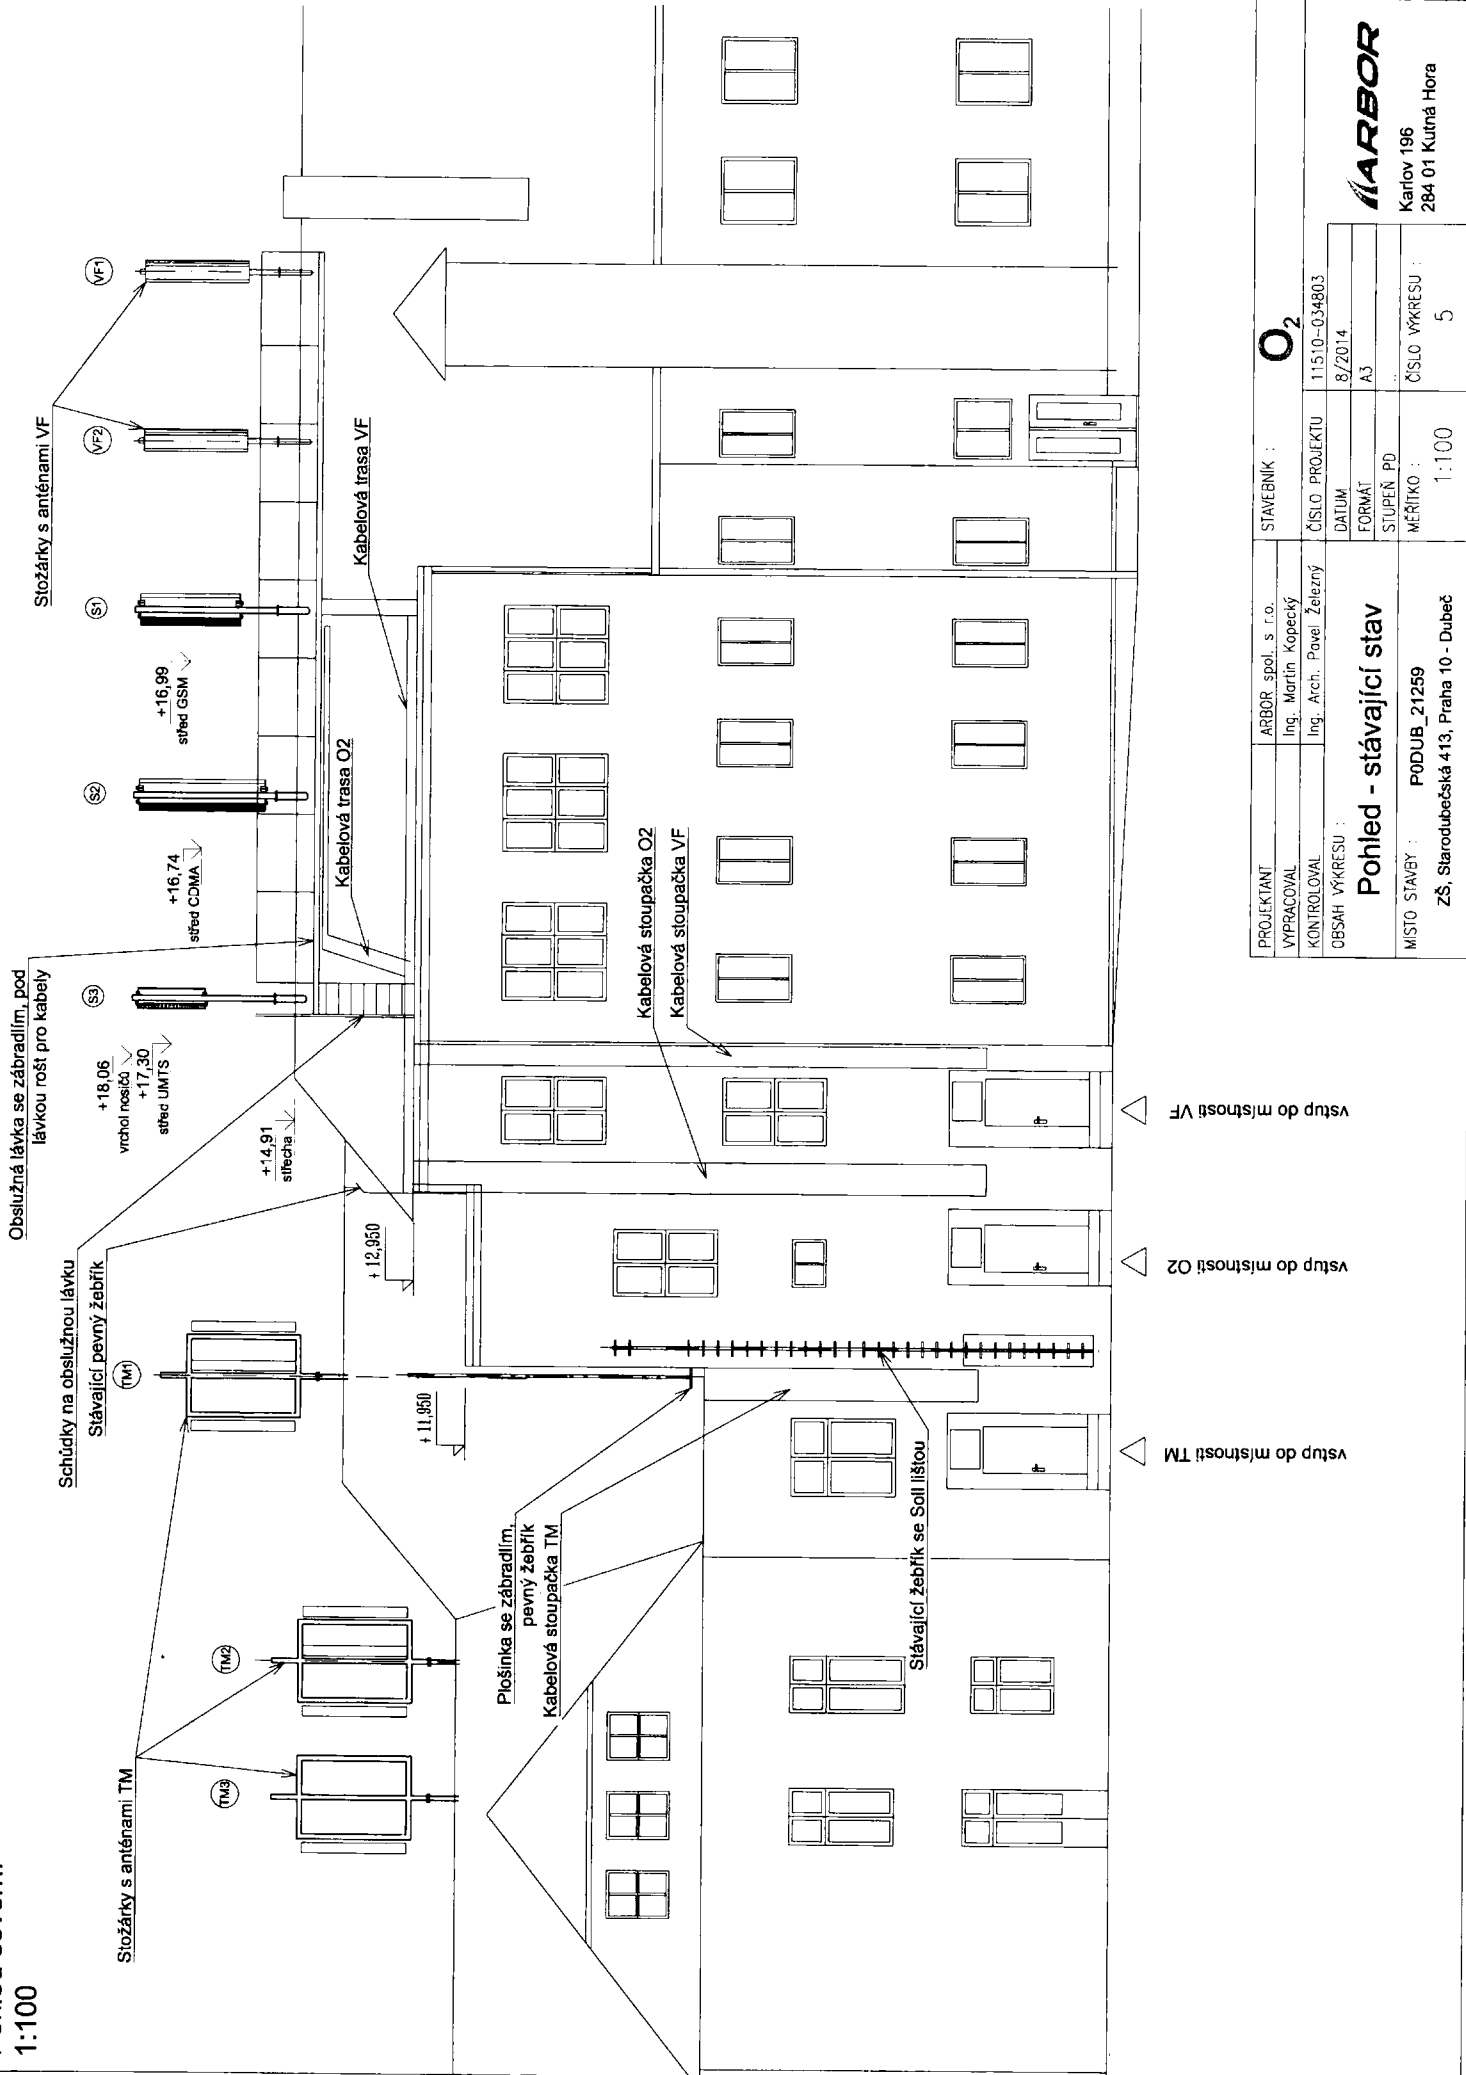 1:100
Stožárky s anténami TM
TM3
TM2
TM1
Schůdky na obslužnou lávku
Stávající pevný žebřík
Obslužná lávka se zábradlím, pod
lávkou rošt pro kabely
Stožárky s anténami VF
S3
S2
S1
VF2
VF1
+18,06
vrchol nosičů
+17,30
střed UMTS
+16,74
střed CDMA
+16,99
střed GSM
+14,91
střecha
+12,950
+11,950
Kabelová trasa O2
Kabelová trasa VF
Plošinka se zábradlím,
pevný žebřík
Kabelová stoupačka TM
Kabelová stoupačka O2
Kabelová stoupačka VF
Stávající žebřík se Soll lištou
vstup do místnosti TM
vstup do místnosti O2
vstup do místnosti VF
PROJEKTANT ARBOR spol. s r.o.
VYPRACOVAL Ing. Martin Kopecký
KONTROLOVAL Ing. Arch. Pavel Železný
STAVEBNÍK : O2
ČÍSLO PROJEKTU 11510-034803
OBSAH VÝKRESU :
Pohled - stávající stav
DATUM 8/2014
FORMÁT A3
STUPEŇ PD
MÍSTO STAVBY : P0DUB_21259
ZŠ, Starodubečská 413, Praha 10 - Dubeč
MĚŘÍTKO :
1:100
ČÍSLO VÝKRESU :
5
ARBOR
Karlov 196
284 01 Kutná Hora